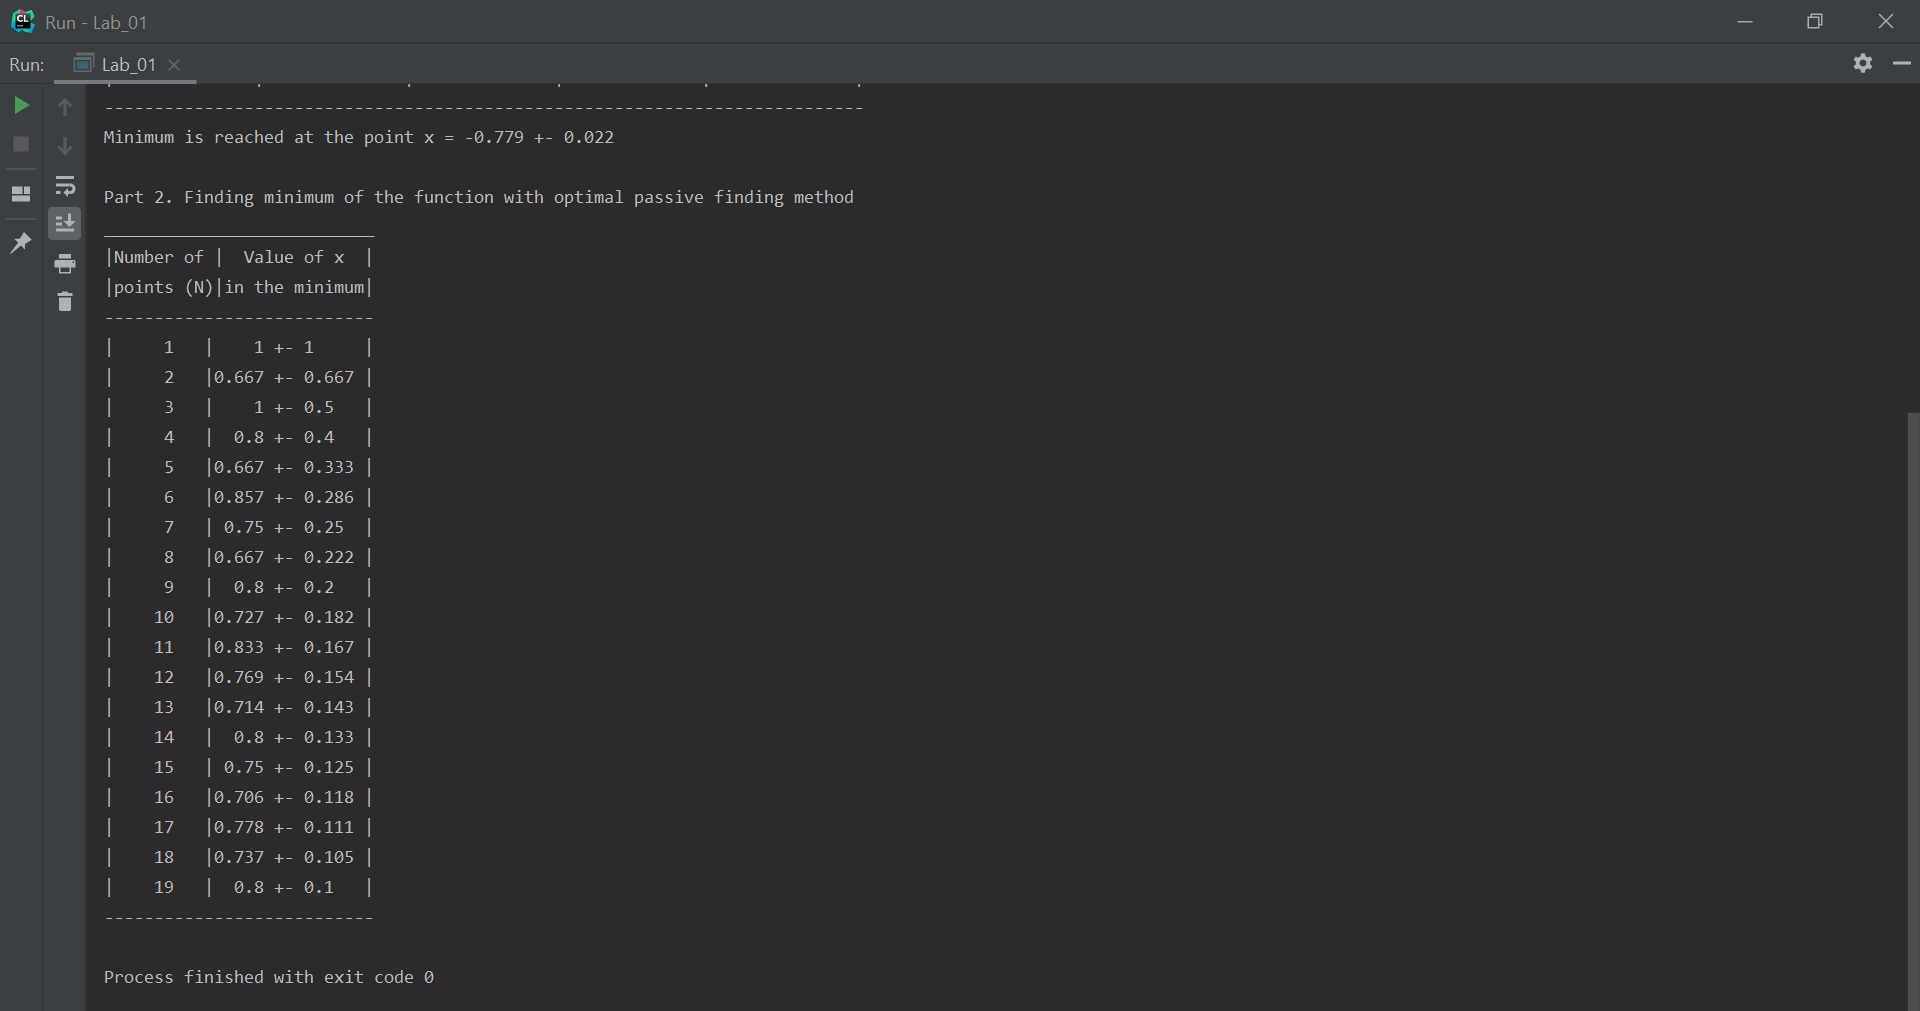 Run - Lab_01
Run: Lab_01
--------------------------------------------------------------------------------
Minimum is reached at the point x = -0.779 +- 0.022
Part 2. Finding minimum of the function with optimal passive finding method
___________________________
|Number of |  Value of x  |
|points (N)|in the minimum|
---------------------------
|     1   |    1 +- 1     |
|     2   |0.667 +- 0.667 |
|     3   |    1 +- 0.5   |
|     4   |  0.8 +- 0.4   |
|     5   |0.667 +- 0.333 |
|     6   |0.857 +- 0.286 |
|     7   | 0.75 +- 0.25  |
|     8   |0.667 +- 0.222 |
|     9   |  0.8 +- 0.2   |
|    10   |0.727 +- 0.182 |
|    11   |0.833 +- 0.167 |
|    12   |0.769 +- 0.154 |
|    13   |0.714 +- 0.143 |
|    14   |  0.8 +- 0.133 |
|    15   | 0.75 +- 0.125 |
|    16   |0.706 +- 0.118 |
|    17   |0.778 +- 0.111 |
|    18   |0.737 +- 0.105 |
|    19   |  0.8 +- 0.1   |
---------------------------
Process finished with exit code 0